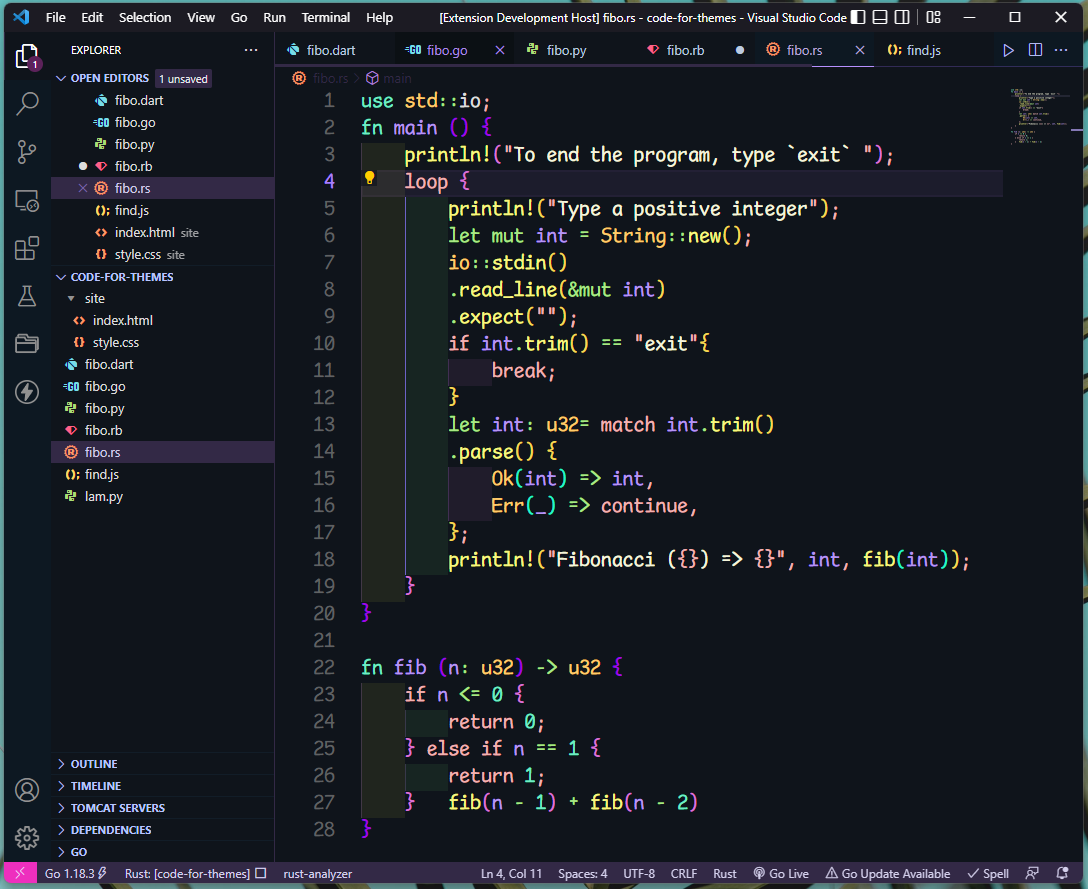 File Edit Selection View Go Run Terminal Help [Extension Development Host] fibo.rs - code-for-themes - Visual Studio Code
EXPLORER
1
OPEN EDITORS 1 unsaved
fibo.dart
GO fibo.go
fibo.py
fibo.rb
fibo.rs
find.js
index.html site
style.css site
CODE-FOR-THEMES
site
index.html
style.css
fibo.dart
GO fibo.go
fibo.py
fibo.rb
fibo.rs
find.js
lam.py
OUTLINE
TIMELINE
TOMCAT SERVERS
DEPENDENCIES
GO
fibo.dart GO fibo.go fibo.py fibo.rb fibo.rs find.js
fibo.rs > main
1 use std::io;
2 fn main () {
3 println!("To end the program, type `exit` ");
4 loop {
5 println!("Type a positive integer");
6 let mut int = String::new();
7 io::stdin()
8 .read_line(&mut int)
9 .expect("");
10 if int.trim() == "exit"{
11 break;
12 }
13 let int: u32= match int.trim()
14 .parse() {
15 Ok(int) => int,
16 Err(_) => continue,
17 };
18 println!("Fibonacci ({}) => {}", int, fib(int));
19 }
20 }
21
22 fn fib (n: u32) -> u32 {
23 if n <= 0 {
24 return 0;
25 } else if n == 1 {
26 return 1;
27 } fib(n - 1) + fib(n - 2)
28 }
Go 1.18.3 Rust: [code-for-themes] rust-analyzer Ln 4, Col 11 Spaces: 4 UTF-8 CRLF Rust Go Live Go Update Available Spell